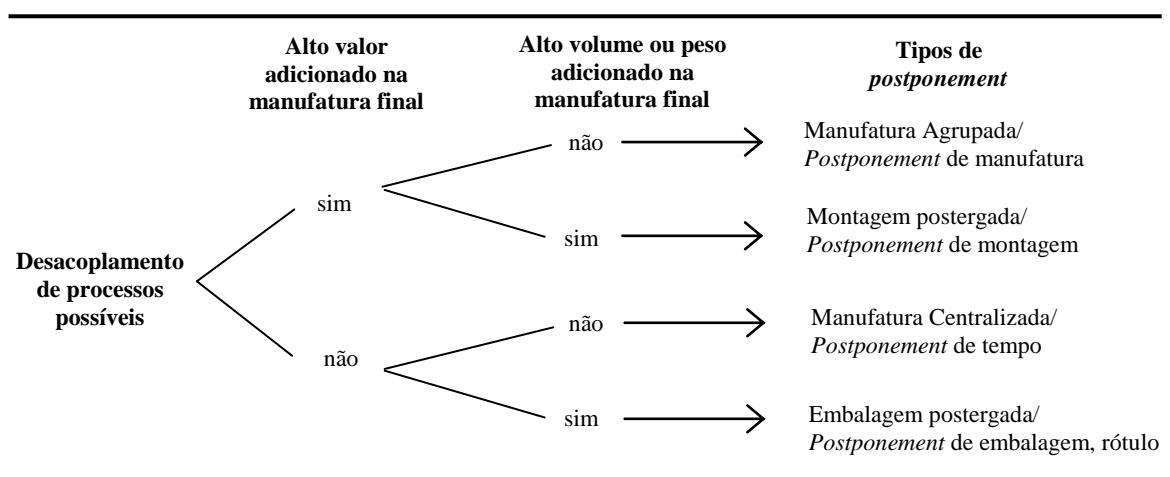 Alto valor
adicionado na
manufatura final
Alto volume ou peso
adicionado na
manufatura final
Tipos de
postponement
Desacoplamento
de processos
possíveis
sim
não
não
sim
não
sim
Manufatura Agrupada/
Postponement de manufatura
Montagem postergada/
Postponement de montagem
Manufatura Centralizada/
Postponement de tempo
Embalagem postergada/
Postponement de embalagem, rótulo